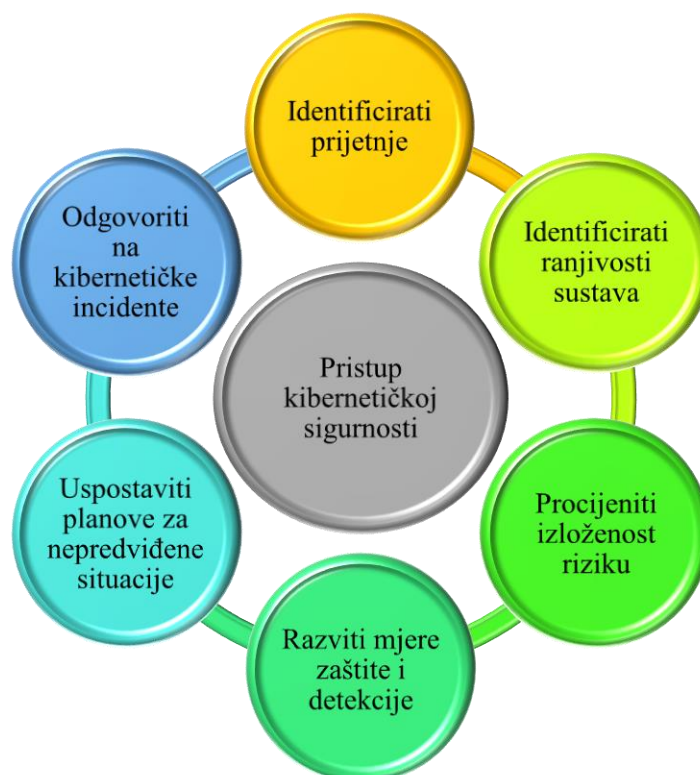 Identificirati
prijetnje
Identificirati
ranjivosti
sustava
Procijeniti
izloženost
riziku
Razviti mjere
zaštite i
detekcije
Uspostaviti
planove za
nepredviđene
situacije
Odgovoriti
na
kibernetičke
incidente
Pristup
kibernetičkoj
sigurnosti